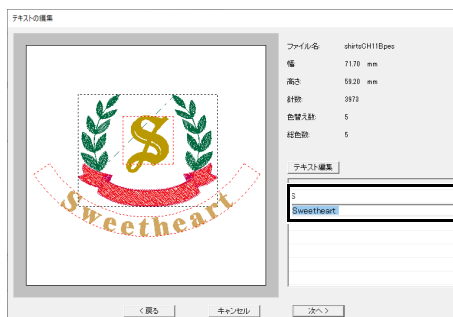 テキストの編集
ファイル名: shirtsCH11B.pes
幅: 71.70 mm
高さ: 59.20 mm
針数: 3973
色替え数: 5
総色数: 5
テキスト編集
S
Sweetheart
S
Sweetheart
< 戻る
キャンセル
次へ >